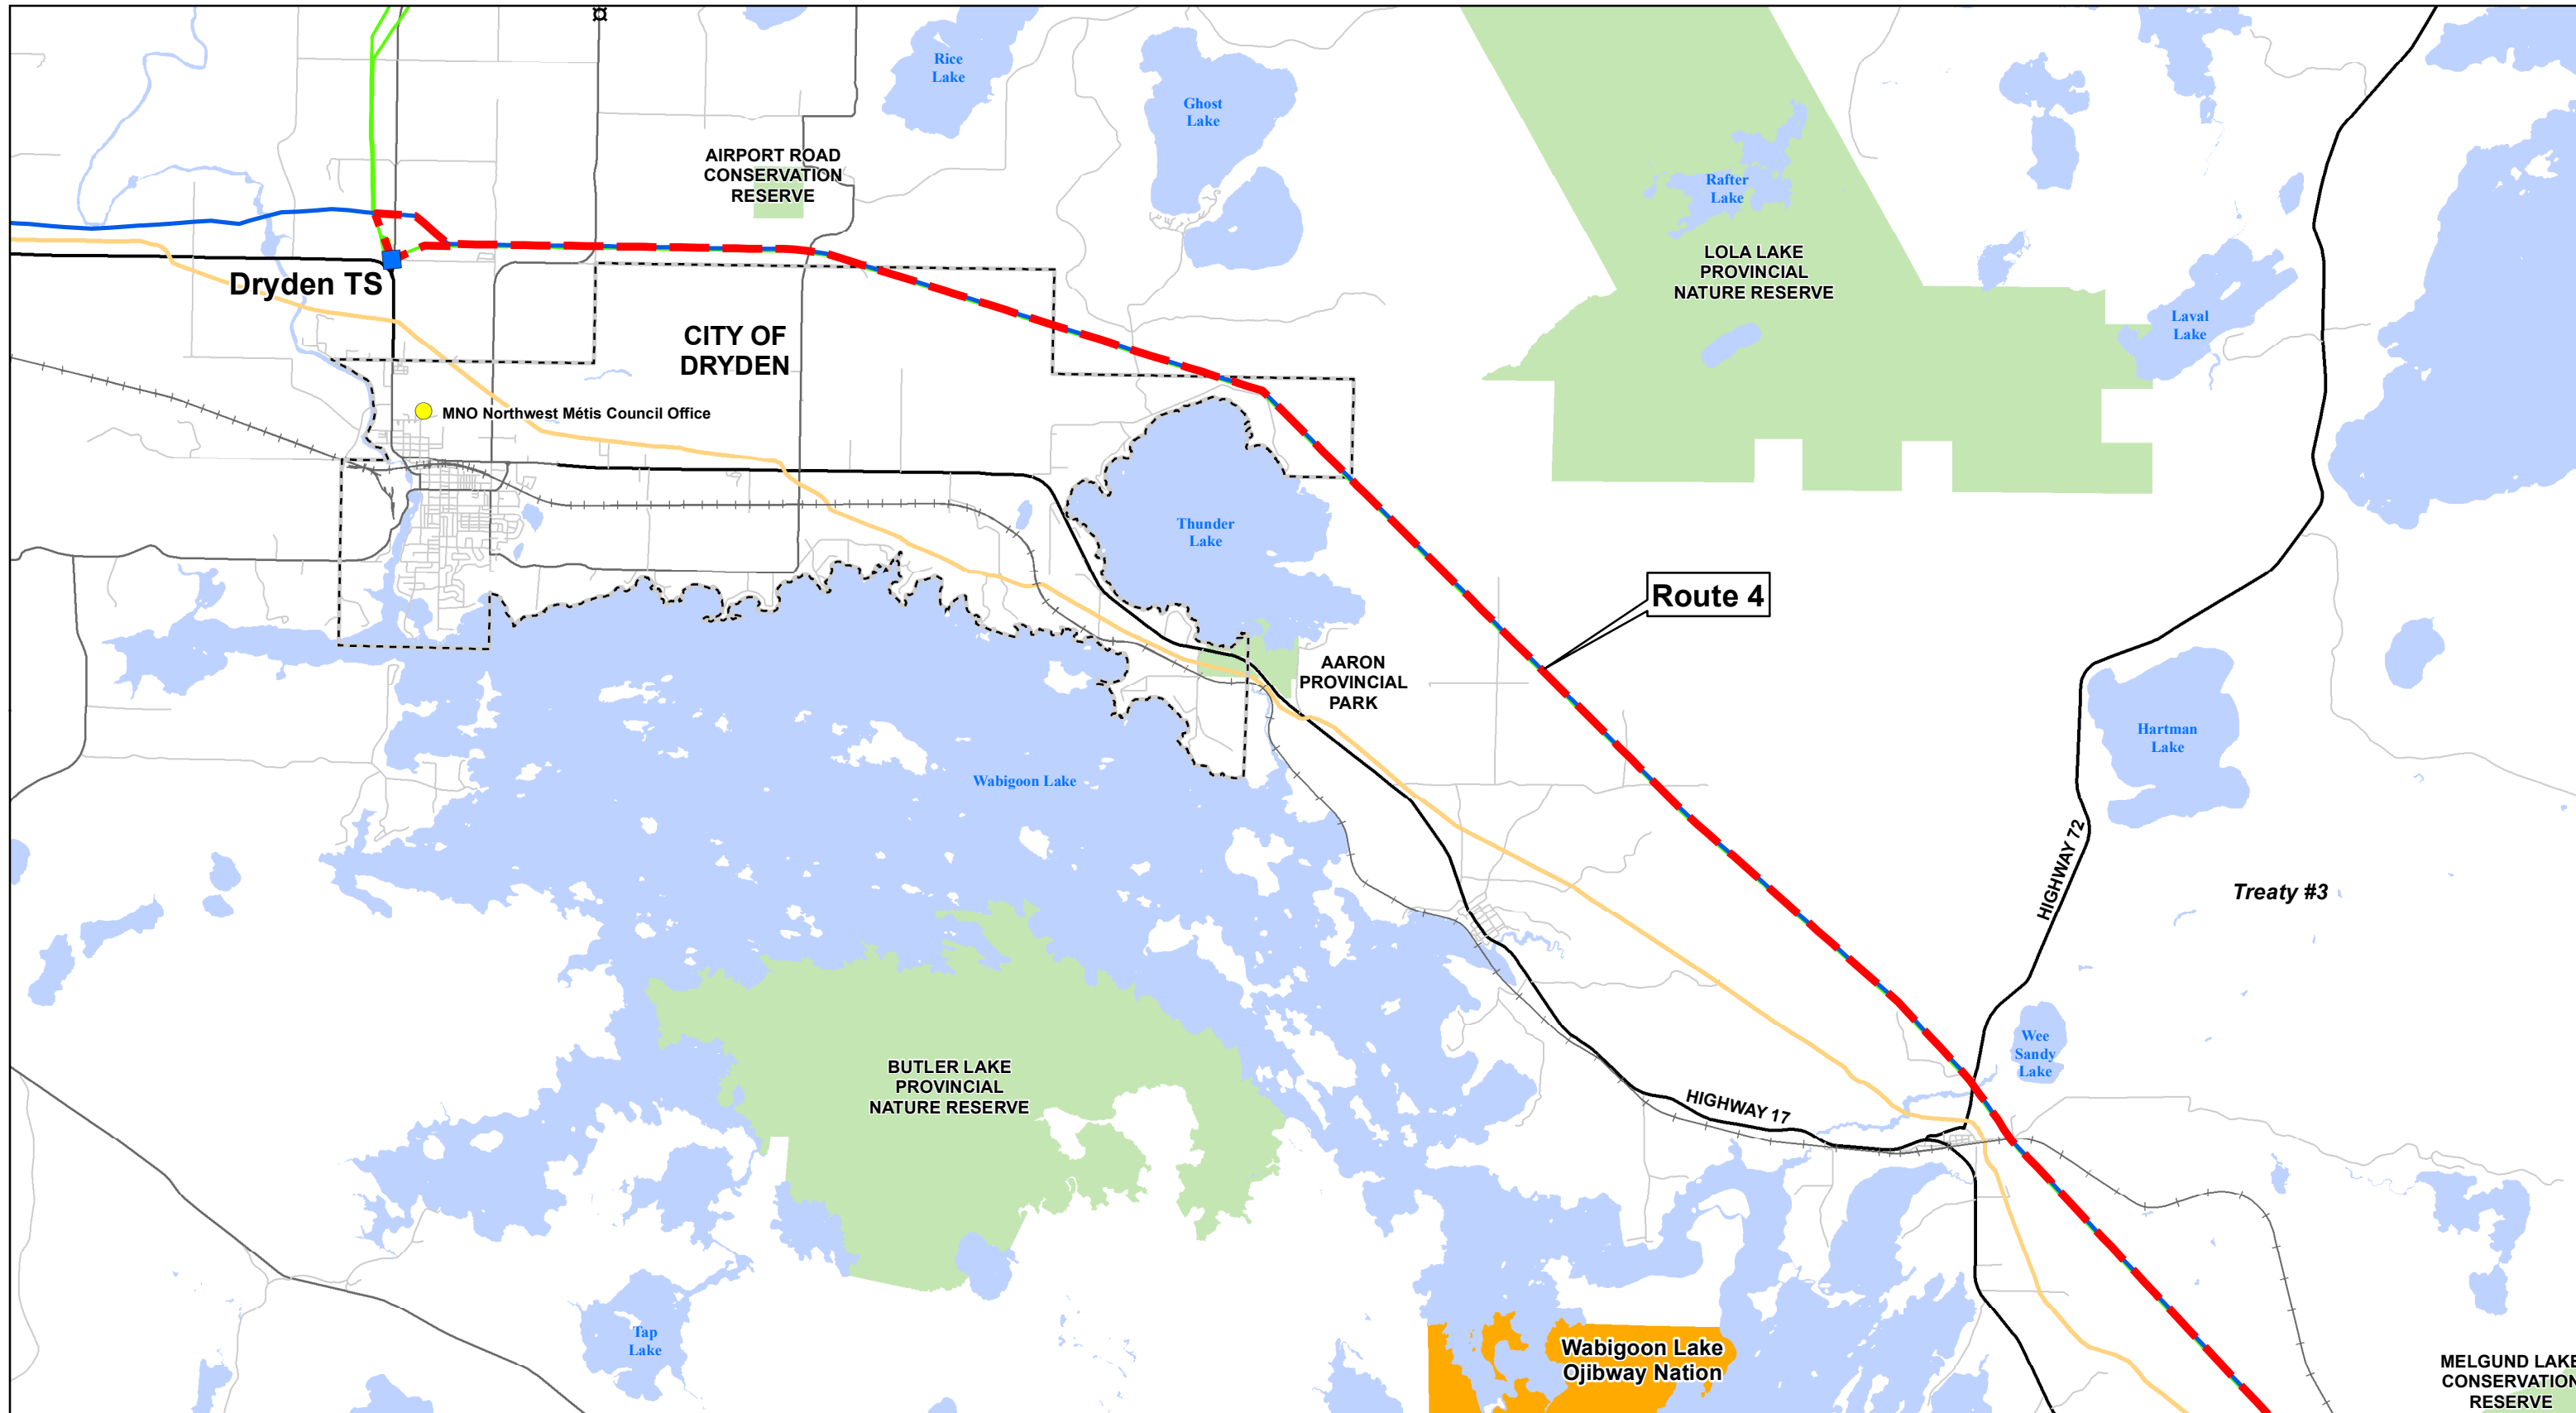 Rice
Lake
Ghost
Lake
AIRPORT ROAD
CONSERVATION
RESERVE
Rafter
Lake
LOLA LAKE
PROVINCIAL
NATURE RESERVE
Dryden TS
Laval
Lake
CITY OF
DRYDEN
MNO Northwest Métis Council Office
Thunder
Lake
Route 4
AARON
PROVINCIAL
PARK
Hartman
Lake
Wabigoon Lake
HIGHWAY 72
Treaty #3
Wee
Sandy
Lake
BUTLER LAKE
PROVINCIAL
NATURE RESERVE
HIGHWAY 17
Tap
Lake
Wabigoon Lake
Ojibway Nation
MELGUND LAKE
CONSERVATION
RESERVE